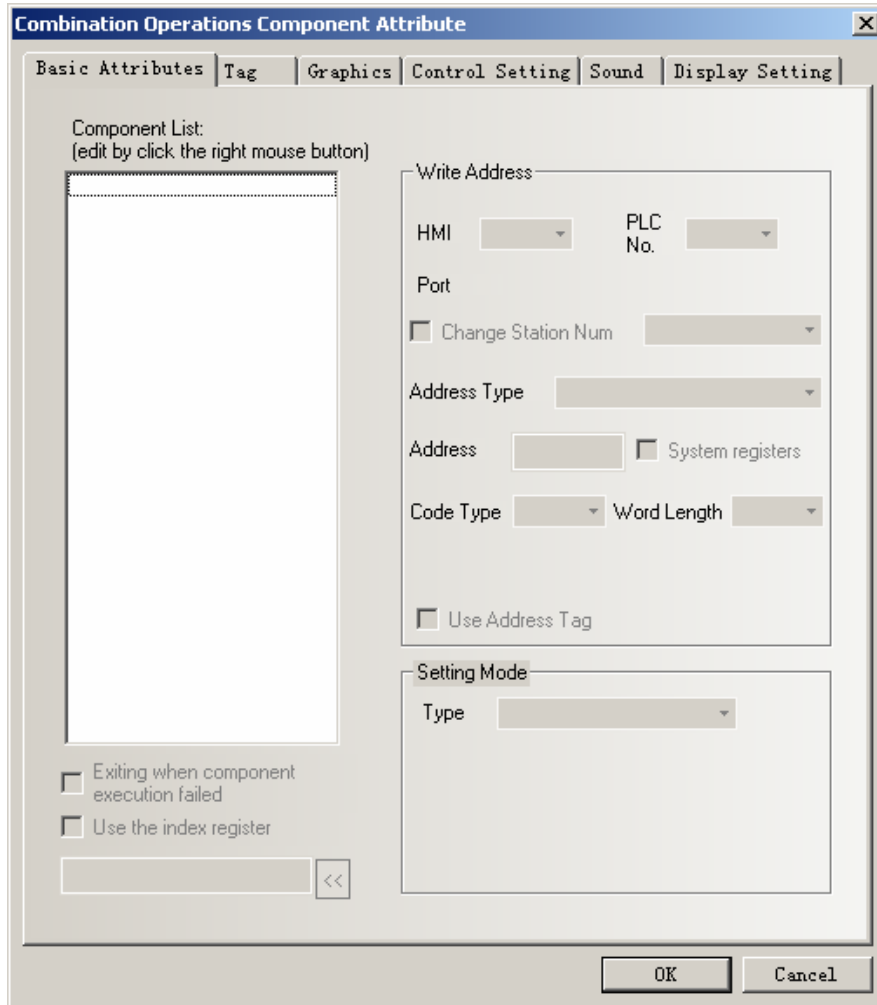 Combination Operations Component Attribute
Basic Attributes Tag Graphics Control Setting Sound Display Setting
Component List:
(edit by click the right mouse button)
Write Address
HMI
PLC
No.
Port
Change Station Num
Address Type
Address
System registers
Code Type
Word Length
Use Address Tag
Setting Mode
Type
Exiting when component
execution failed
Use the index register
<<
OK
Cancel